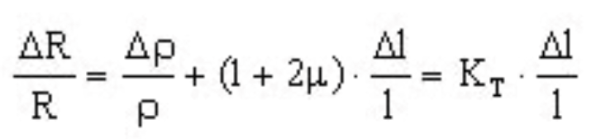 ΔR/R = Δρ/ρ + (1 + 2μ) · Δl/l = K_T · Δl/l